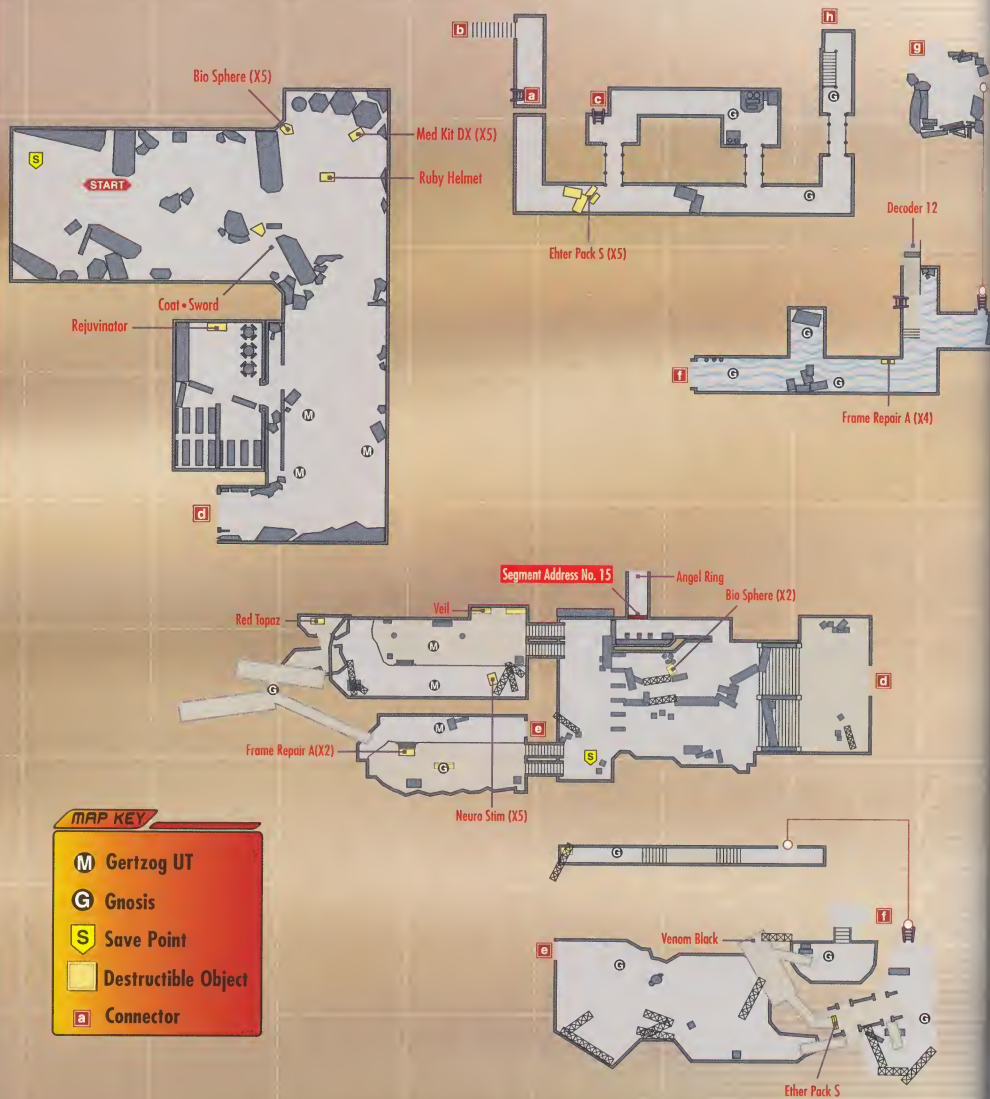 b
a
c
h
G
g
G
G
Ehter Pack S (X5)
Bio Sphere (X5)
Med Kit DX (X5)
Ruby Helmet
S
START
Coat • Sword
Rejuvinator
M
M
M
d
Decoder 12
G
f
G
G
Frame Repair A (X4)
Segment Address No. 15
Angel Ring
Bio Sphere (X2)
Veil
Red Topaz
M
M
G
d
M
e
Frame Repair A(X2)
G
S
Neuro Stim (X5)
MAP KEY
M Gertzog UT
G Gnosis
S Save Point
Destructible Object
a Connector
G
f
Venom Black
e
G
G
G
Ether Pack S